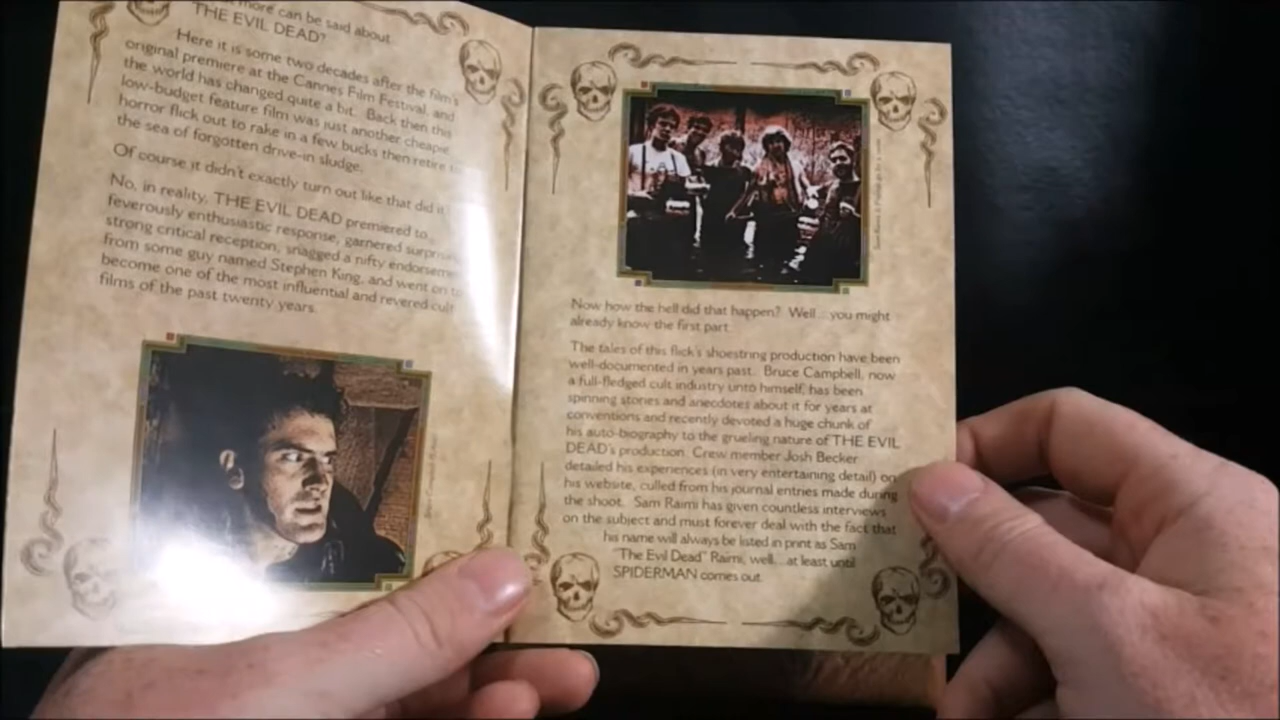 more can be said about
THE EVIL DEAD?
Here it is some two decades after the film's
original premiere at the Cannes Film Festival, and
the world has changed quite a bit. Back then this
low-budget feature film was just another cheapie
horror flick out to rake in a few bucks then retire
the sea of forgotten drive-in sludge.
Of course it didn't exactly turn out like that did it
No, in reality, THE EVIL DEAD premiered to
feverously enthusiastic response, garnered
strong critical reception, snagged a nifty
from some guy named Stephen King, and went on
become one of the most influential and revered cult
films of the past twenty years.
Now how the hell did that happen? Well...you might
already know the first part.
The tales of this flick's shoestring production have been
well-documented in years past. Bruce Campbell, now
a full-fledged cult industry unto himself, has been
spinning stories and anecdotes about it for years at
conventions and recently devoted a huge chunk of
his auto-biography to the grueling nature of THE EVIL
DEAD's production. Crew member Josh Becker
detailed his experiences (in very entertaining detail) on
his website, culled from his journal entries made during
the shoot. Sam Raimi has given countless interviews
on the subject and must forever deal with the fact that
his name will always be listed in print as Sam
"The Evil Dead" Raimi, well...at least until
SPIDERMAN comes out.